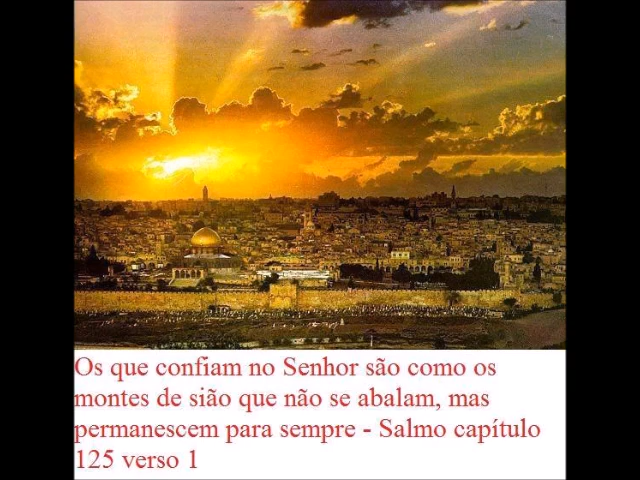 Os que confiam no Senhor são como os
montes de sião que não se abalam, mas
permanescem para sempre - Salmo capítulo
125 verso 1